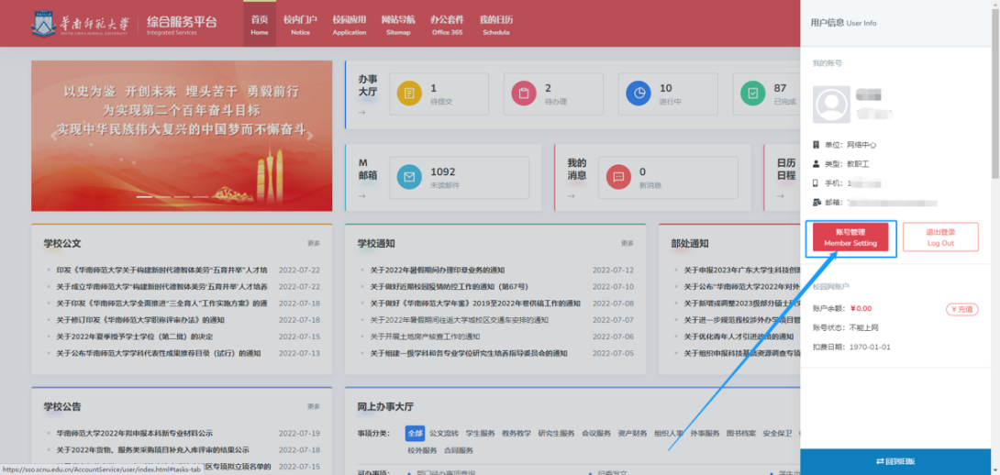 华南师范大学
SOUTH CHINA NORMAL UNIVERSITY
综合服务平台
Integrated Services
首页
Home
校内门户
Notice
校园应用
Application
网站导航
Sitemap
办公套件
Office 365
我的日历
Schedule
用户信息 User Info
以史为鉴 开创未来 埋头苦干 勇毅前行
为实现第二个百年奋斗目标
实现中华民族伟大复兴的中国梦而不懈奋斗
办事
大厅
→
1
待提交
2
待办理
10
进行中
87
已完成
M
邮箱
→
1092
未读邮件
我的
消息
→
0
新消息
日历
日程
→
我的账号
单位: 网络中心
类型: 教职工
手机: 1
邮箱:
账号管理
Member Setting
退出登录
Log Out
校园网账户
账户余额: ¥0.00
¥ 充值
账号状态: 不能上网
扣费日期: 1970-01-01
学校公文
更多
印发《华南师范大学关于构建新时代德智体美劳“五育并举”人才培 2022-07-22
关于成立华南师范大学“构建新时代德智体美劳‘五育并举’人才培养 2022-07-22
关于印发《华南师范大学全面推进“三全育人”工作实施方案》的通 2022-07-18
关于修订印发《华南师范大学职称评审办法》的通知 2022-07-18
关于2022年夏季授予学士学位（第二批）的决定 2022-07-15
关于公布华南师范大学学科代表性成果推荐目录（试行）的通知 2022-07-13
学校通知
更多
关于2022年暑假期间办理印章业务的通知 2022-07-12
关于做好近期校园疫情防控工作的通知（第67号） 2022-07-10
关于做好《华南师范大学年鉴》2019至2022年卷供稿工作的通知 2022-07-08
关于2022年暑假期间往返大学城校区交通车安排的通知 2022-07-07
关于开展土地房产核查工作的通知 2022-07-06
关于组建一级学科和各专业学位研究生培养指导委员会的通知 2022-07-05
部处通知
关于申报2023年广东大学生科技创新
关于公布“华南师范大学2022年对外
关于新增或调整2023级部分硕士研
关于进一步规范我校涉外办学项目管
关于优化青年人才引进政策的通知
关于组织申报科技基础资源调查专项
学校公告
更多
华南师范大学2022年拟申报本科新专业材料公示 2022-07-19
关于2022年货物、服务类采购项目补充入库评审的结果公示 2022-07-18
区专项拟立项名单的 2022-07-15
网上办事大厅
事项分类: 全部 公文流转 学生服务 教务教学 研究生服务 会议服务 资产财务 组织人事 外事服务 图书档案 安全保卫
校外服务 合同服务
可办事项:
回到旧版
https://sso.scnu.edu.cn/AccountService/user/index.html#tasks-tab